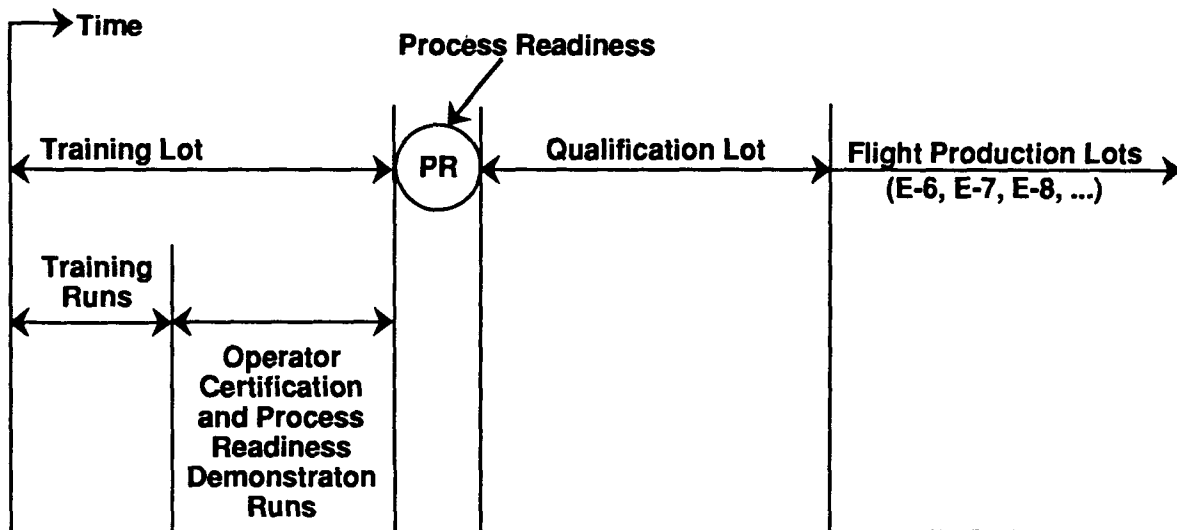 Time
Process Readiness
Training Lot
PR
Qualification Lot
Flight Production Lots
(E-6, E-7, E-8, ...)
Training
Runs
Operator
Certification
and Process
Readiness
Demonstraton
Runs